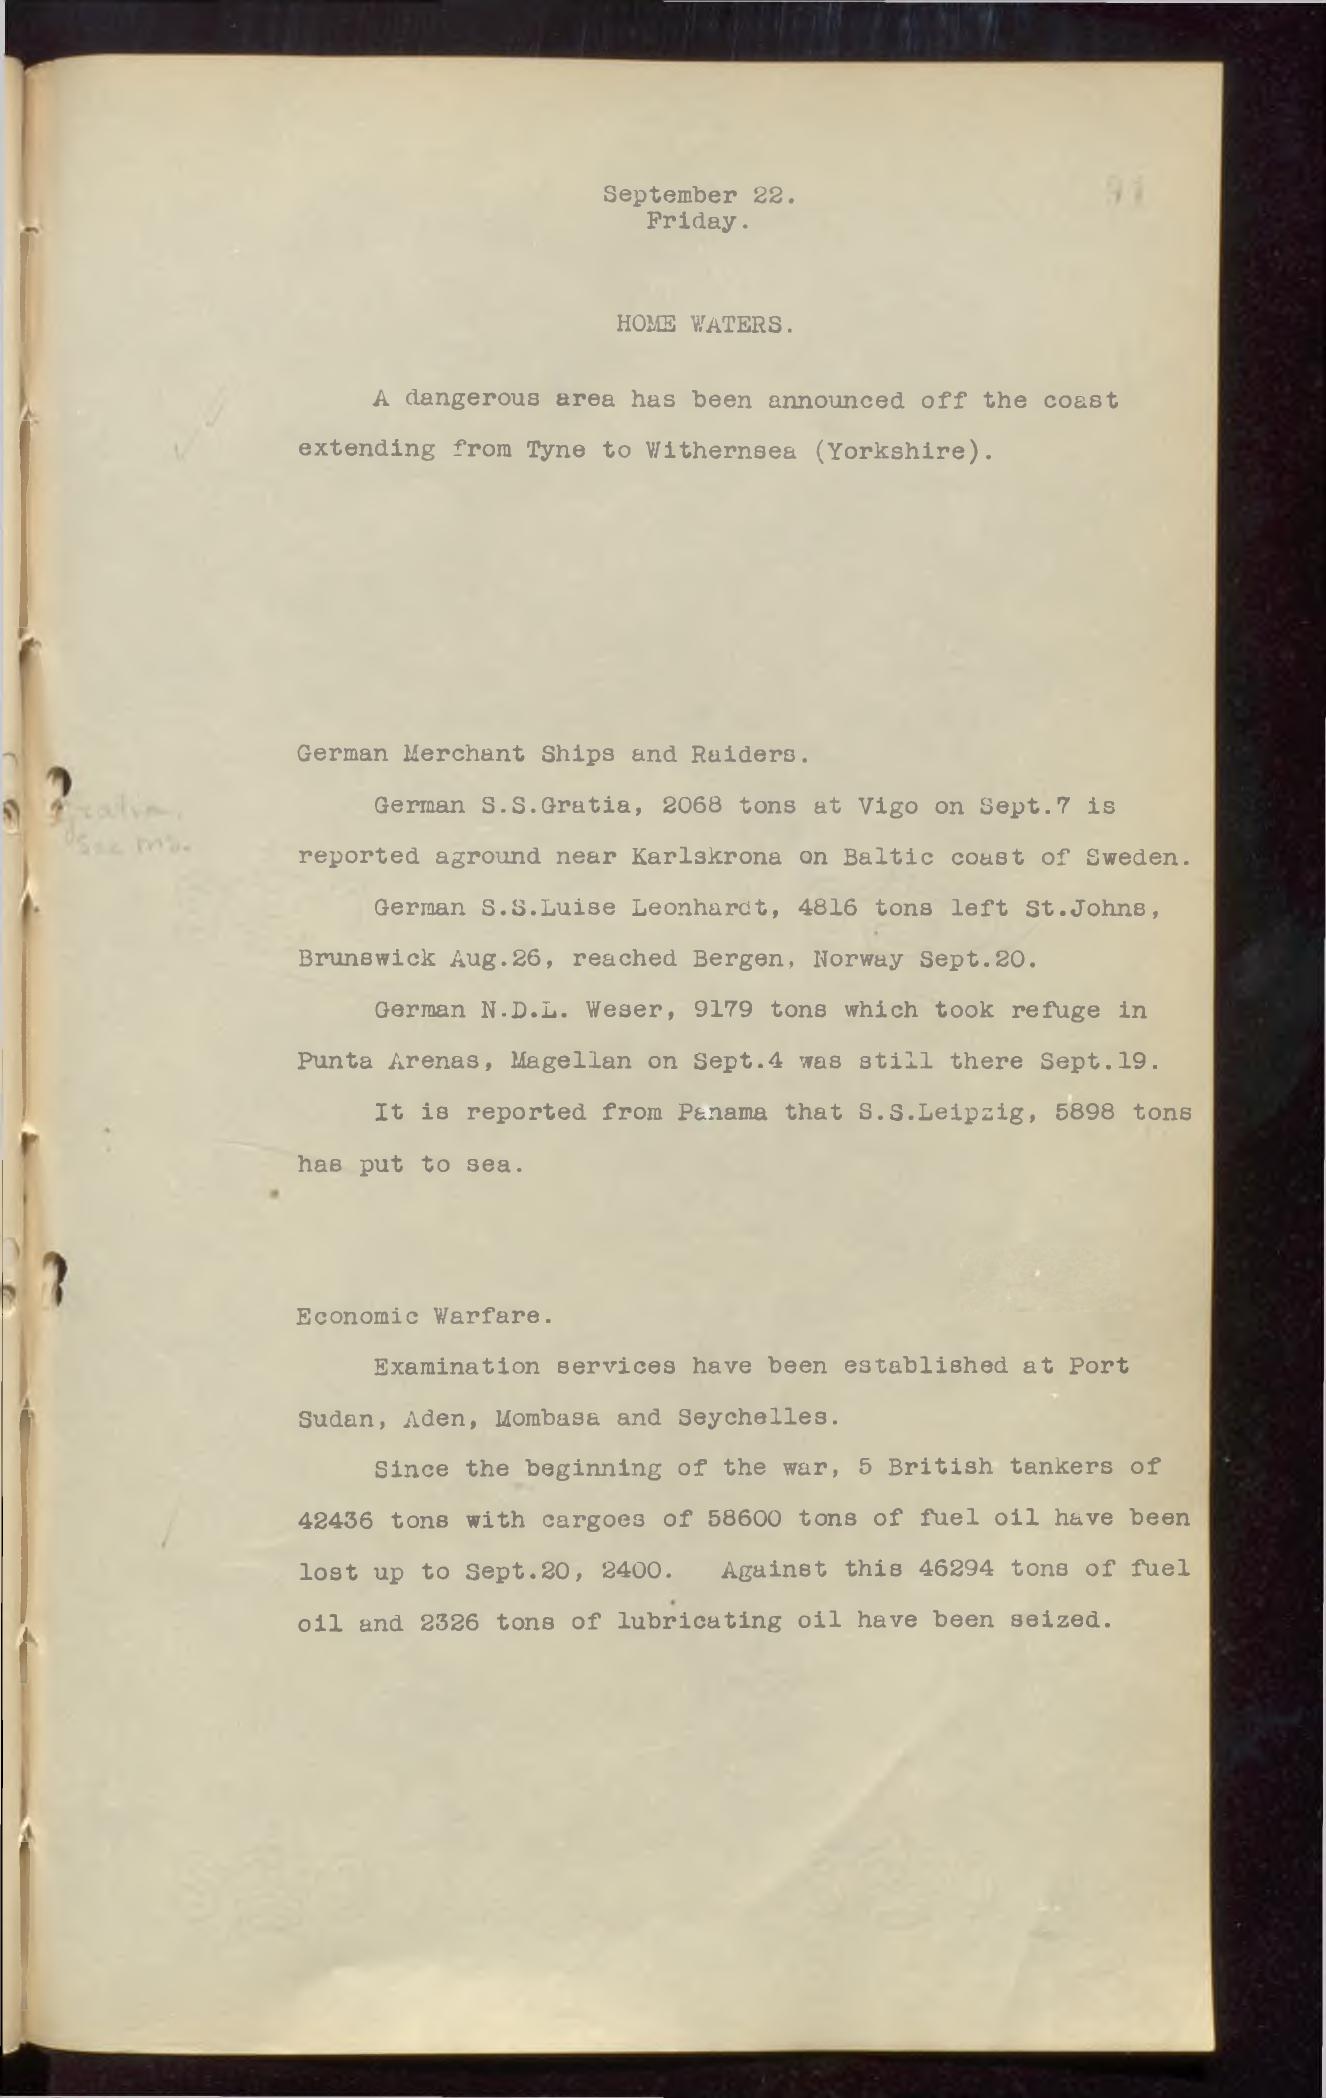 91
September 22.
Friday.
HOME WATERS.
A dangerous area has been announced off the coast
extending from Tyne to Withernsea (Yorkshire).
German Merchant Ships and Raiders.
German S.S.Gratia, 2068 tons at Vigo on Sept.7 is
reported aground near Karlskrona on Baltic coast of Sweden.
Gratia.
See ms.
German S.S.Luise Leonhardt, 4816 tons left St.Johns,
Brunswick Aug.26, reached Bergen, Norway Sept.20.
German N.D.L. Weser, 9179 tons which took refuge in
Punta Arenas, Magellan on Sept.4 was still there Sept.19.
It is reported from Panama that S.S.Leipzig, 5898 tons
has put to sea.
Economic Warfare.
Examination services have been established at Port
Sudan, Aden, Mombasa and Seychelles.
Since the beginning of the war, 5 British tankers of
42436 tons with cargoes of 58600 tons of fuel oil have been
lost up to Sept.20, 2400. Against this 46294 tons of fuel
oil and 2326 tons of lubricating oil have been seized.